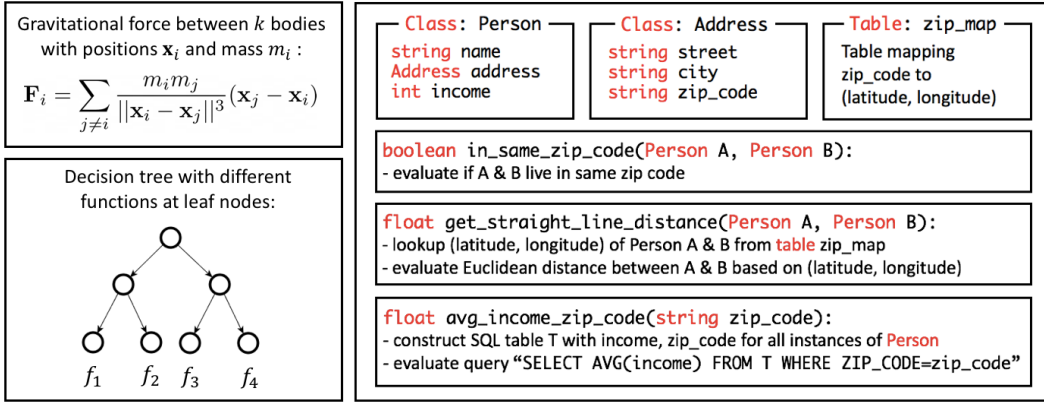 Gravitational force between k bodies
with positions x_i and mass m_i :
F_i = \sum_{j≠i} \frac{m_i m_j}{||x_i − x_j||^3} (x_j − x_i)
Decision tree with different
functions at leaf nodes:
f_1 f_2 f_3 f_4
Class: Person
string name
Address address
int income
Class: Address
string street
string city
string zip_code
Table: zip_map
Table mapping
zip_code to
(latitude, longitude)
boolean in_same_zip_code(Person A, Person B):
- evaluate if A & B live in same zip code
float get_straight_line_distance(Person A, Person B):
- lookup (latitude, longitude) of Person A & B from table zip_map
- evaluate Euclidean distance between A & B based on (latitude, longitude)
float avg_income_zip_code(string zip_code):
- construct SQL table T with income, zip_code for all instances of Person
- evaluate query “SELECT AVG(income) FROM T WHERE ZIP_CODE=zip_code”